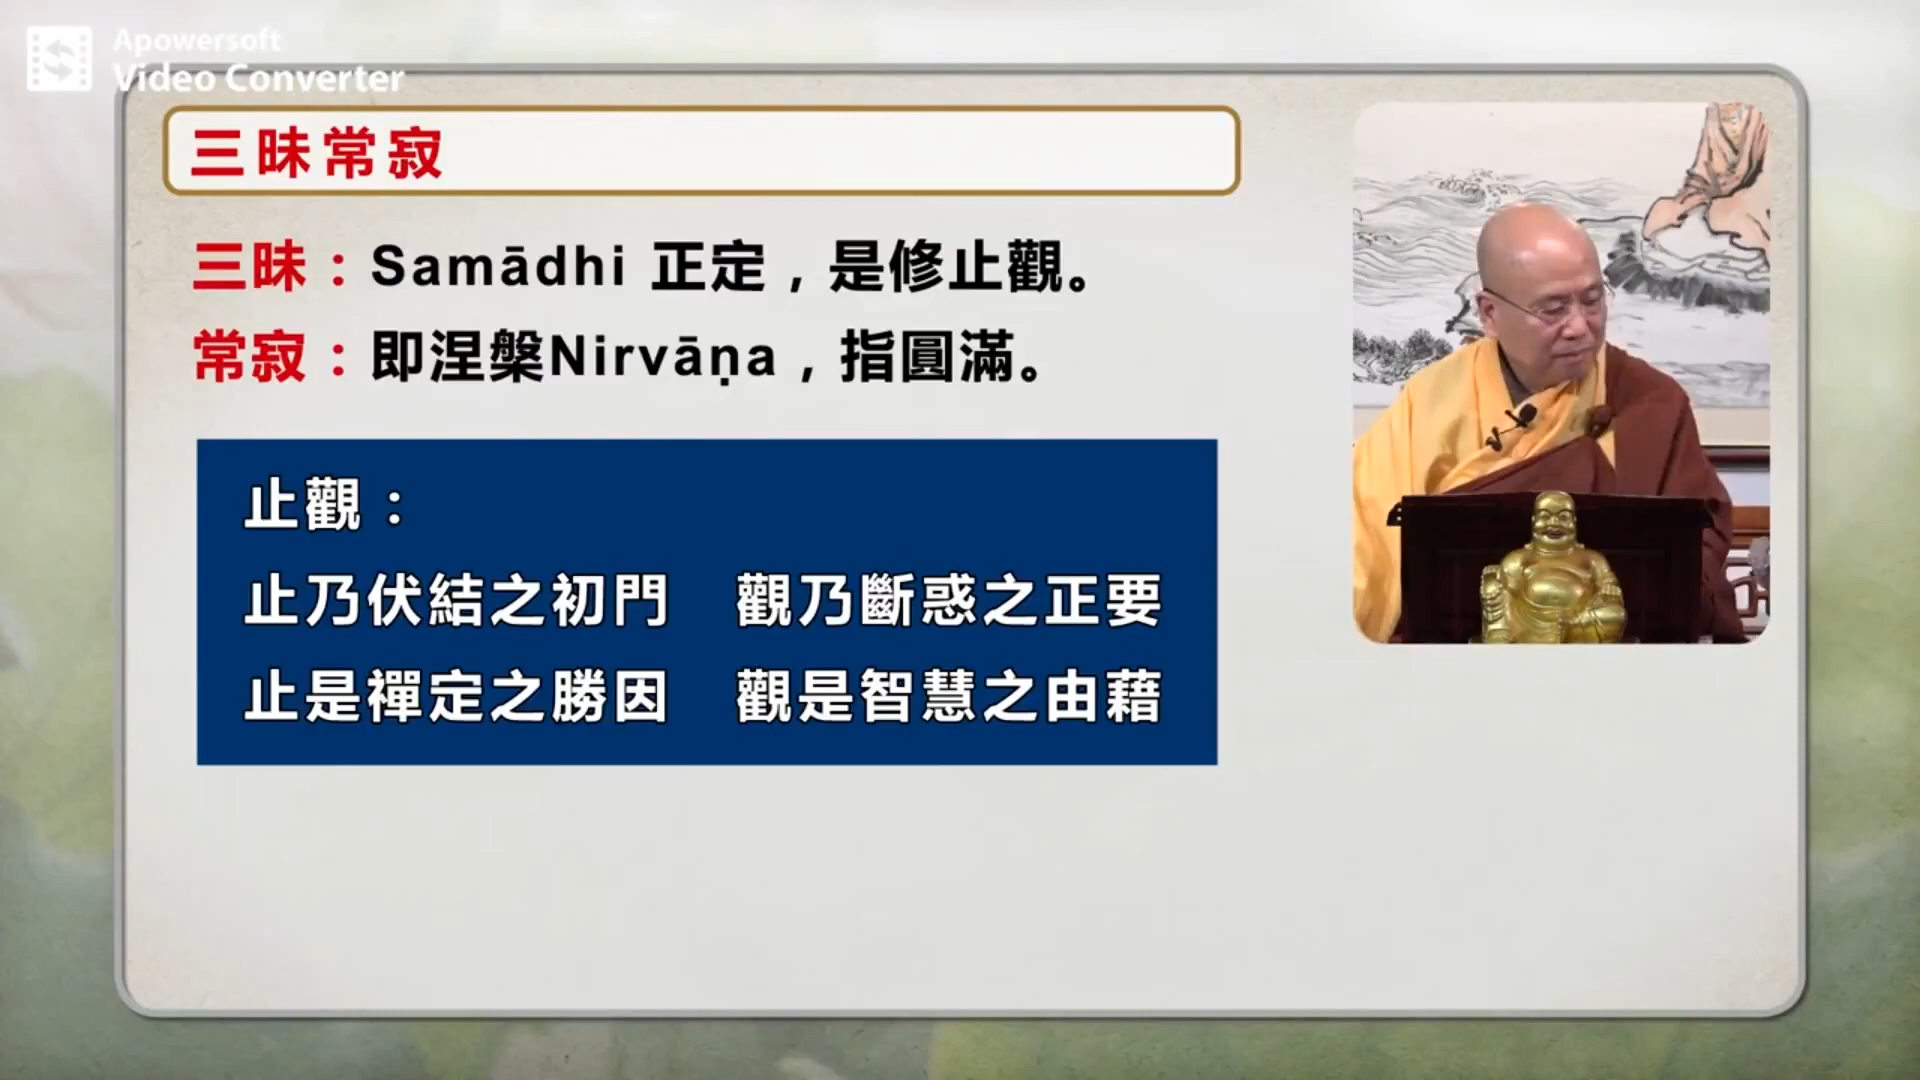 Apowersoft
Video Converter
三昧常寂
三昧：Samādhi 正定，是修止觀。
常寂：即涅槃Nirvāṇa，指圓滿。
止觀：
止乃伏結之初門　觀乃斷惑之正要
止是禪定之勝因　觀是智慧之由藉